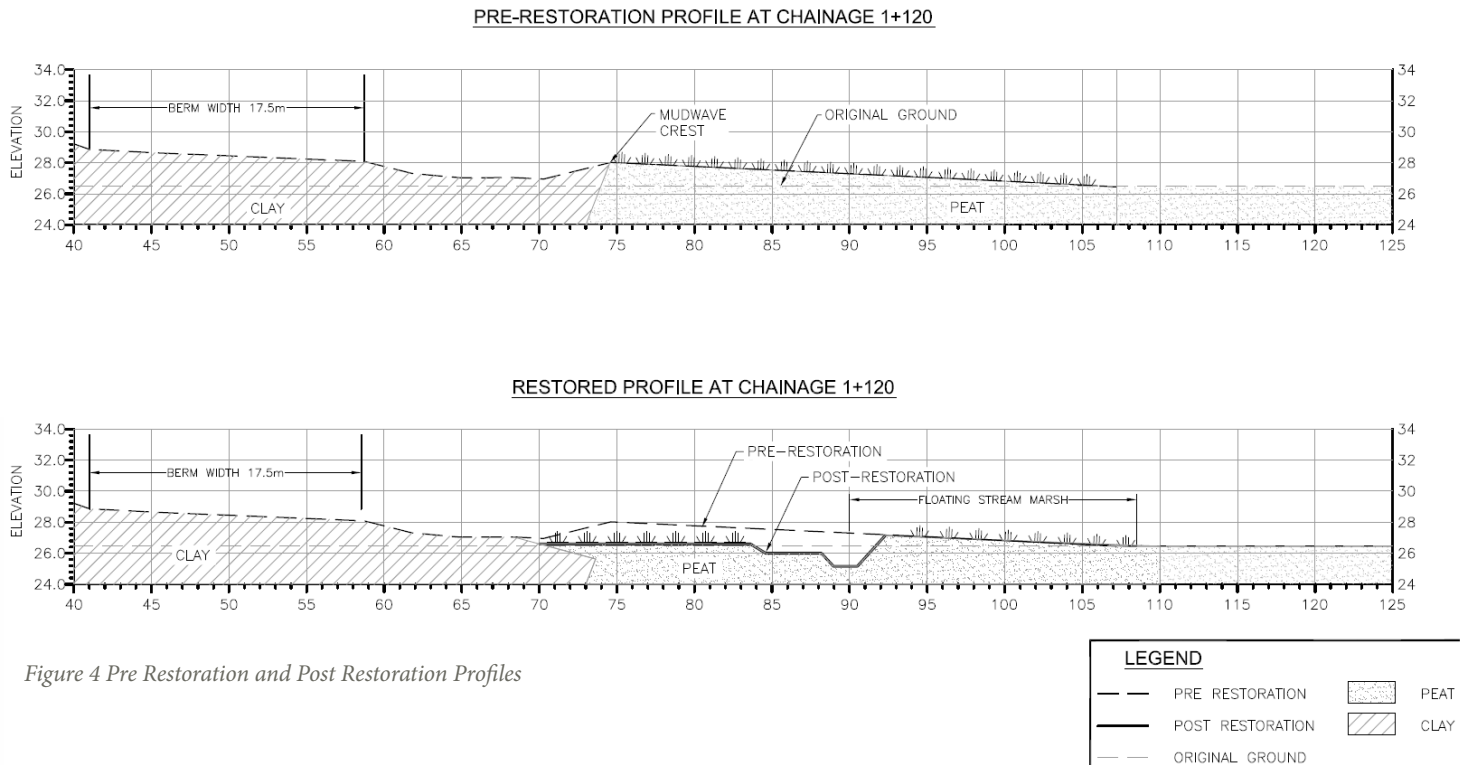 PRE-RESTORATION PROFILE AT CHAINAGE 1+120
34.0 34
32.0 BERM WIDTH 17.5m MUDWAVE CREST ORIGINAL GROUND 32
30.0 30
28.0 28
26.0 26
24.0 CLAY PEAT 24
ELEVATION
40 45 50 55 60 65 70 75 80 85 90 95 100 105 110 115 120 125
RESTORED PROFILE AT CHAINAGE 1+120
34.0 34
PRE-RESTORATION
32.0 BERM WIDTH 17.5m POST-RESTORATION 32
30.0 FLOATING STREAM MARSH 30
28.0 28
26.0 CLAY PEAT 26
24.0 24
ELEVATION
40 45 50 55 60 65 70 75 80 85 90 95 100 105 110 115 120 125
Figure 4 Pre Restoration and Post Restoration Profiles
LEGEND
PRE RESTORATION PEAT
POST RESTORATION CLAY
ORIGINAL GROUND